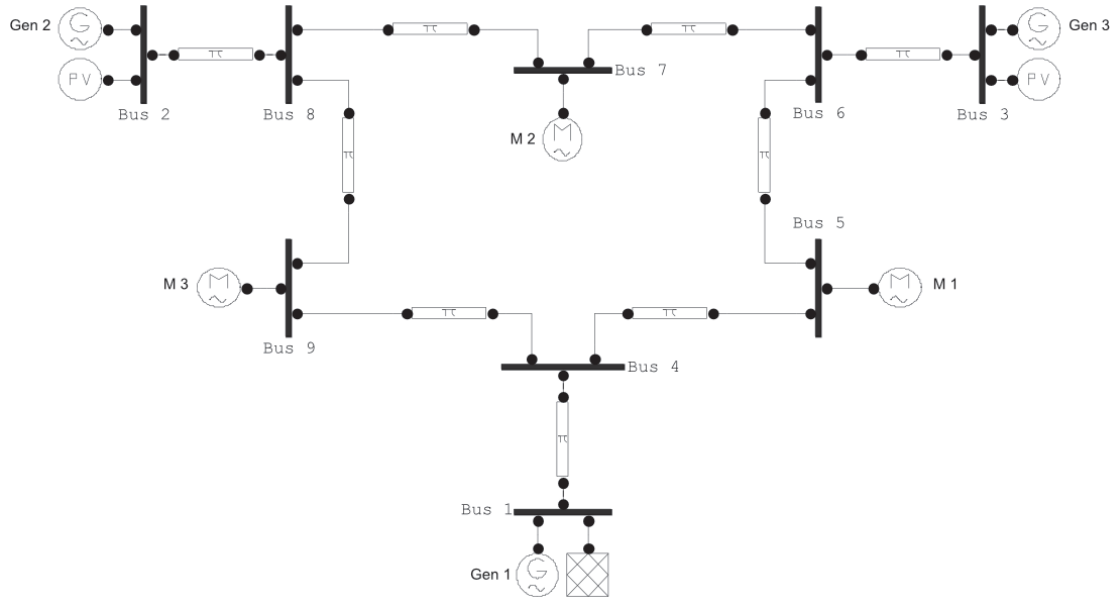 Gen 2
G
PV
Bus 2
π
Bus 8
π
π
Bus 7
M 2
M
π
π
Bus 6
π
Bus 3
G
Gen 3
PV
π
Bus 5
M 3
M
Bus 9
π
π
M
M 1
Bus 4
π
Bus 1
Gen 1
G